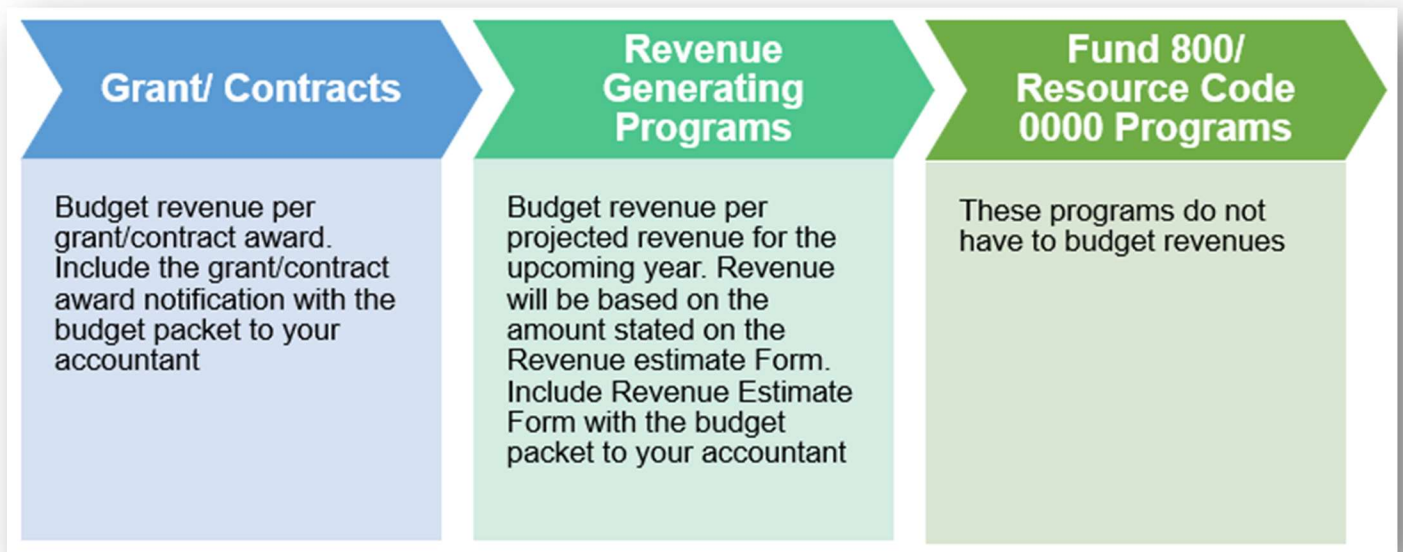 Grant/ Contracts
Budget revenue per
grant/contract award.
Include the grant/contract
award notification with the
budget packet to your
accountant
Revenue
Generating
Programs
Budget revenue per
projected revenue for the
upcoming year. Revenue
will be based on the
amount stated on the
Revenue estimate Form.
Include Revenue Estimate
Form with the budget
packet to your accountant
Fund 800/
Resource Code
0000 Programs
These programs do not
have to budget revenues